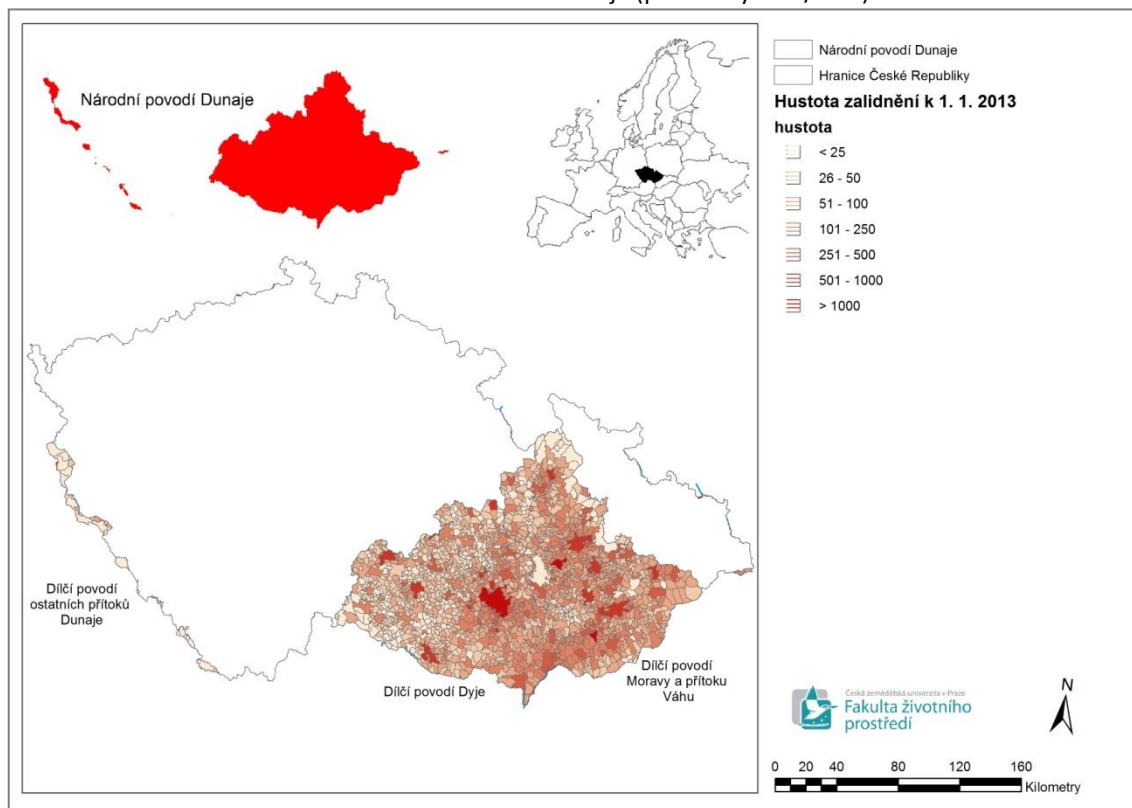 Národní povodí Dunaje
Dílčí povodí
ostatních přítoků
Dunaje
Dílčí povodí Dyje
Dílčí povodí
Moravy a přítoku
Váhu
Národní povodí Dunaje
Hranice České Republiky
Hustota zalidnění k 1. 1. 2013
hustota
< 25
26 - 50
51 - 100
101 - 250
251 - 500
501 - 1000
> 1000
Česká zemědělská univerzita v Praze
Fakulta životního
prostředí
N
0 20 40 80 120 160
Kilometry